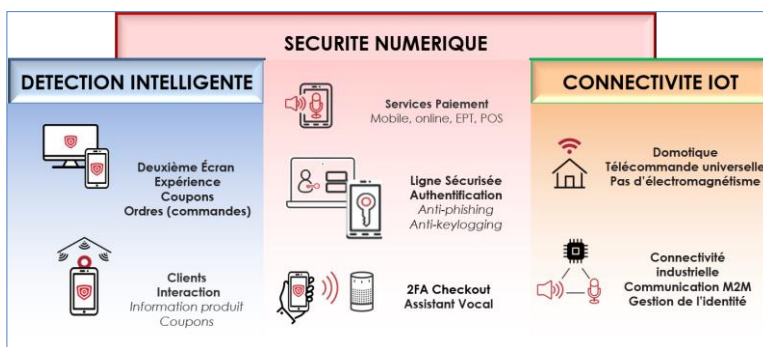 SECURITE NUMERIQUE
DETECTION INTELLIGENTE
Deuxième Écran
Expérience
Coupons
Ordres (commandes)
Clients
Interaction
Information produit
Coupons
Services Paiement
Mobile, online, EPT, POS
Ligne Sécurisée
Authentification
Anti-phishing
Anti-keylogging
2FA Checkout
Assistant Vocal
CONNECTIVITE IOT
Domotique
Télécommande universelle
Pas d'électromagnétisme
Connectivité
industrielle
Communication M2M
Gestion de l'identité